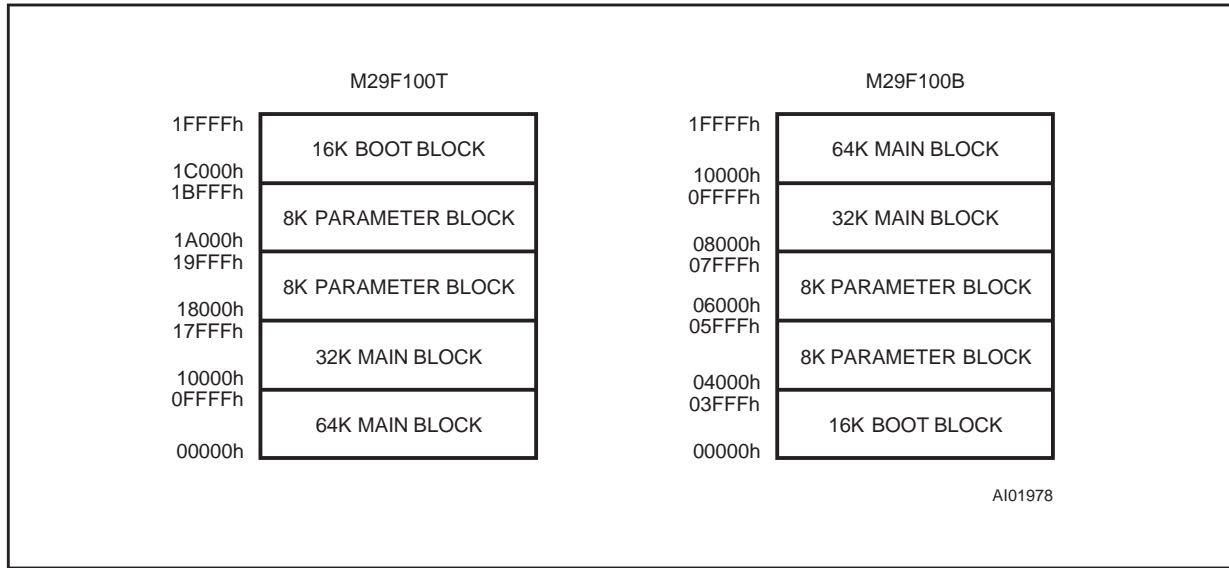 M29F100T
1FFFFh
16K BOOT BLOCK
1C000h
1BFFFh
8K PARAMETER BLOCK
1A000h
19FFFh
8K PARAMETER BLOCK
18000h
17FFFh
32K MAIN BLOCK
10000h
0FFFFh
64K MAIN BLOCK
00000h
M29F100B
1FFFFh
64K MAIN BLOCK
10000h
0FFFFh
32K MAIN BLOCK
08000h
07FFFh
8K PARAMETER BLOCK
06000h
05FFFh
8K PARAMETER BLOCK
04000h
03FFFh
16K BOOT BLOCK
00000h
AI01978